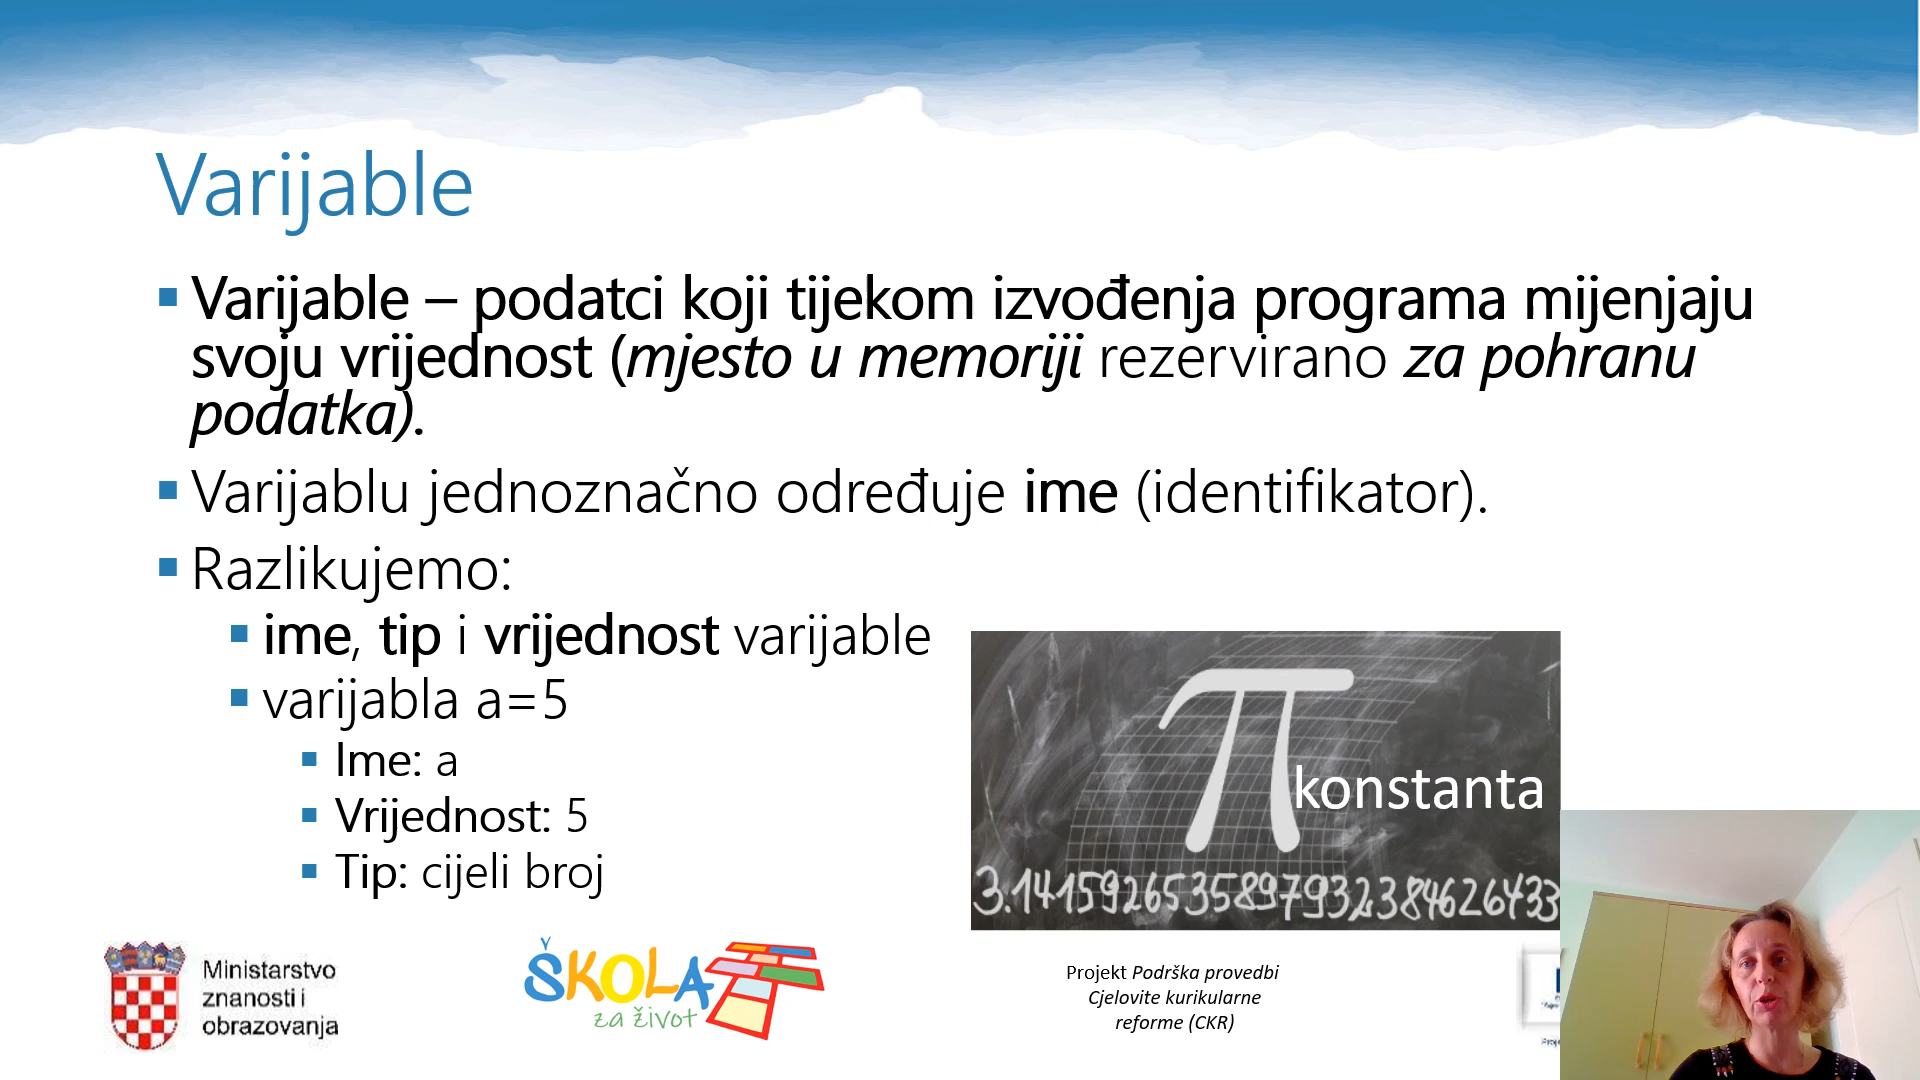 Varijable
Varijable – podatci koji tijekom izvođenja programa mijenjaju
svoju vrijednost (mjesto u memoriji rezervirano za pohranu
podatka).
Varijablu jednoznačno određuje ime (identifikator).
Razlikujemo:
ime, tip i vrijednost varijable
varijabla a=5
Ime: a
Vrijednost: 5
Tip: cijeli broj
konstanta
3.1415926535897932384626433
Ministarstvo
znanosti i
obrazovanja
ŠKOLA
za život
Projekt Podrška provedbi
Cjelovite kurikularne
reforme (CKR)